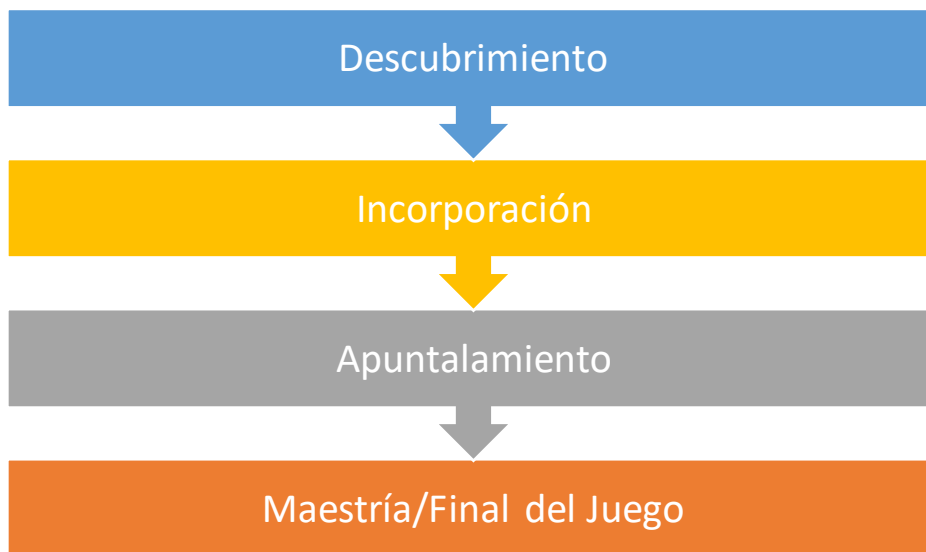 Descubrimiento
Incorporación
Apuntalamiento
Maestría/Final del Juego